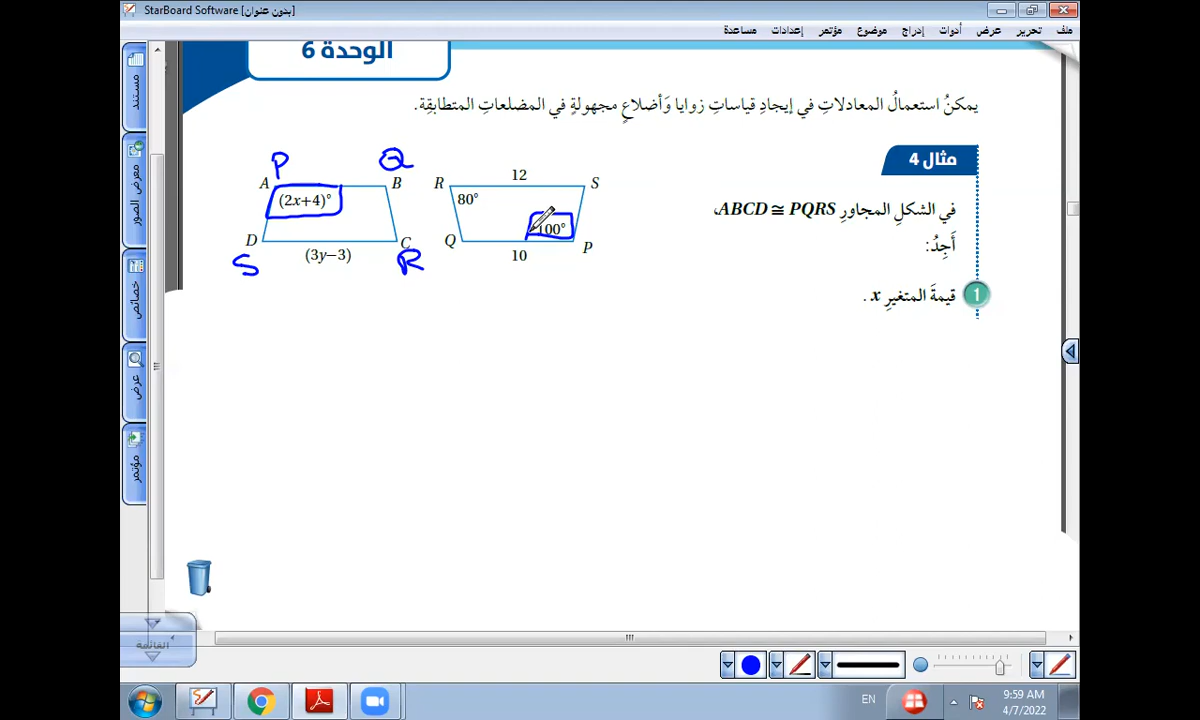 StarBoard Software [بدون عنوان]
ملف تحرير عرض أدوات إدراج موضوع مؤتمر إعدادات مساعدة
الوحدة 6
يمكنُ استعمالُ المعادلاتِ في إيجادِ قياساتِ زوايا وَأضلاعٍ مجهولةٍ في المضلعاتِ المتطابقِة.
مثال 4
في الشكلِ المجاورِ ABCD ≅ PQRS،
أَجِدُ:
1 قيمةَ المتغيرِ x .
P Q
A B
(2x+4)°
D C
S R
(3y−3)
12
R S
80°
100°
Q P
10
مستند
معرض الصور
خصائص
عرض
مؤتمر
القائمة
EN
9:59 AM
4/7/2022